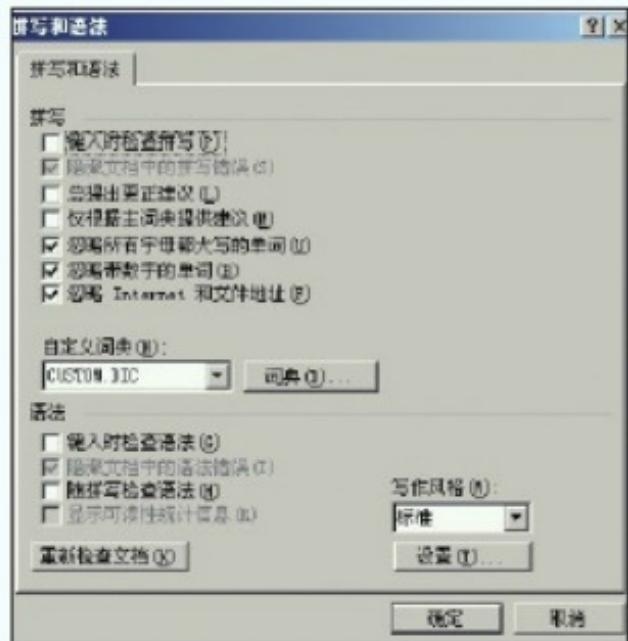 拼写和语法
拼写和语法
拼写
键入时检查拼写(P)
隐藏文档中的拼写错误(S)
总提出更正建议(L)
仅根据主词典提供建议(M)
忽略所有字母都大写的单词(U)
忽略带数字的单词(B)
忽略 Internet 和文件地址(F)
自定义词典(N):
CUSTOM.DIC 词典(I)...
语法
键入时检查语法(G)
隐藏文档中的语法错误(T)
随拼写检查语法(H) 写作风格(W):
显示可读性统计信息(R) 标准
重新检查文档(K) 设置(T)...
确定 取消